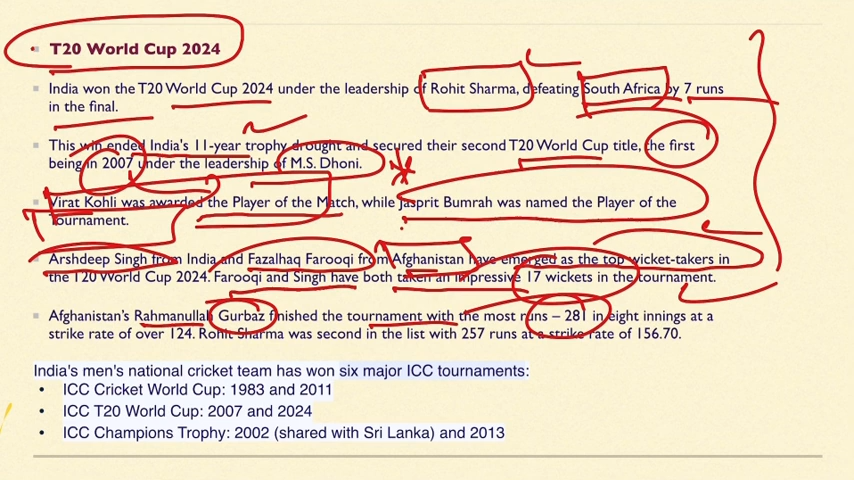 T20 World Cup 2024
India won the T20 World Cup 2024 under the leadership of Rohit Sharma, defeating South Africa by 7 runs
in the final.
This win ended India's 11-year trophy drought and secured their second T20 World Cup title, the first
being in 2007 under the leadership of M.S. Dhoni.
Virat Kohli was awarded the Player of the Match, while Jasprit Bumrah was named the Player of the
Tournament.
Arshdeep Singh from India and Fazalhaq Farooqi from Afghanistan have emerged as the top wicket-takers in
the T20 World Cup 2024. Farooqi and Singh have both taken an impressive 17 wickets in the tournament.
Afghanistan's Rahmanullah Gurbaz finished the tournament with the most runs – 281 in eight innings at a
strike rate of over 124. Rohit Sharma was second in the list with 257 runs at a strike rate of 156.70.
India's men's national cricket team has won six major ICC tournaments:
• ICC Cricket World Cup: 1983 and 2011
• ICC T20 World Cup: 2007 and 2024
• ICC Champions Trophy: 2002 (shared with Sri Lanka) and 2013